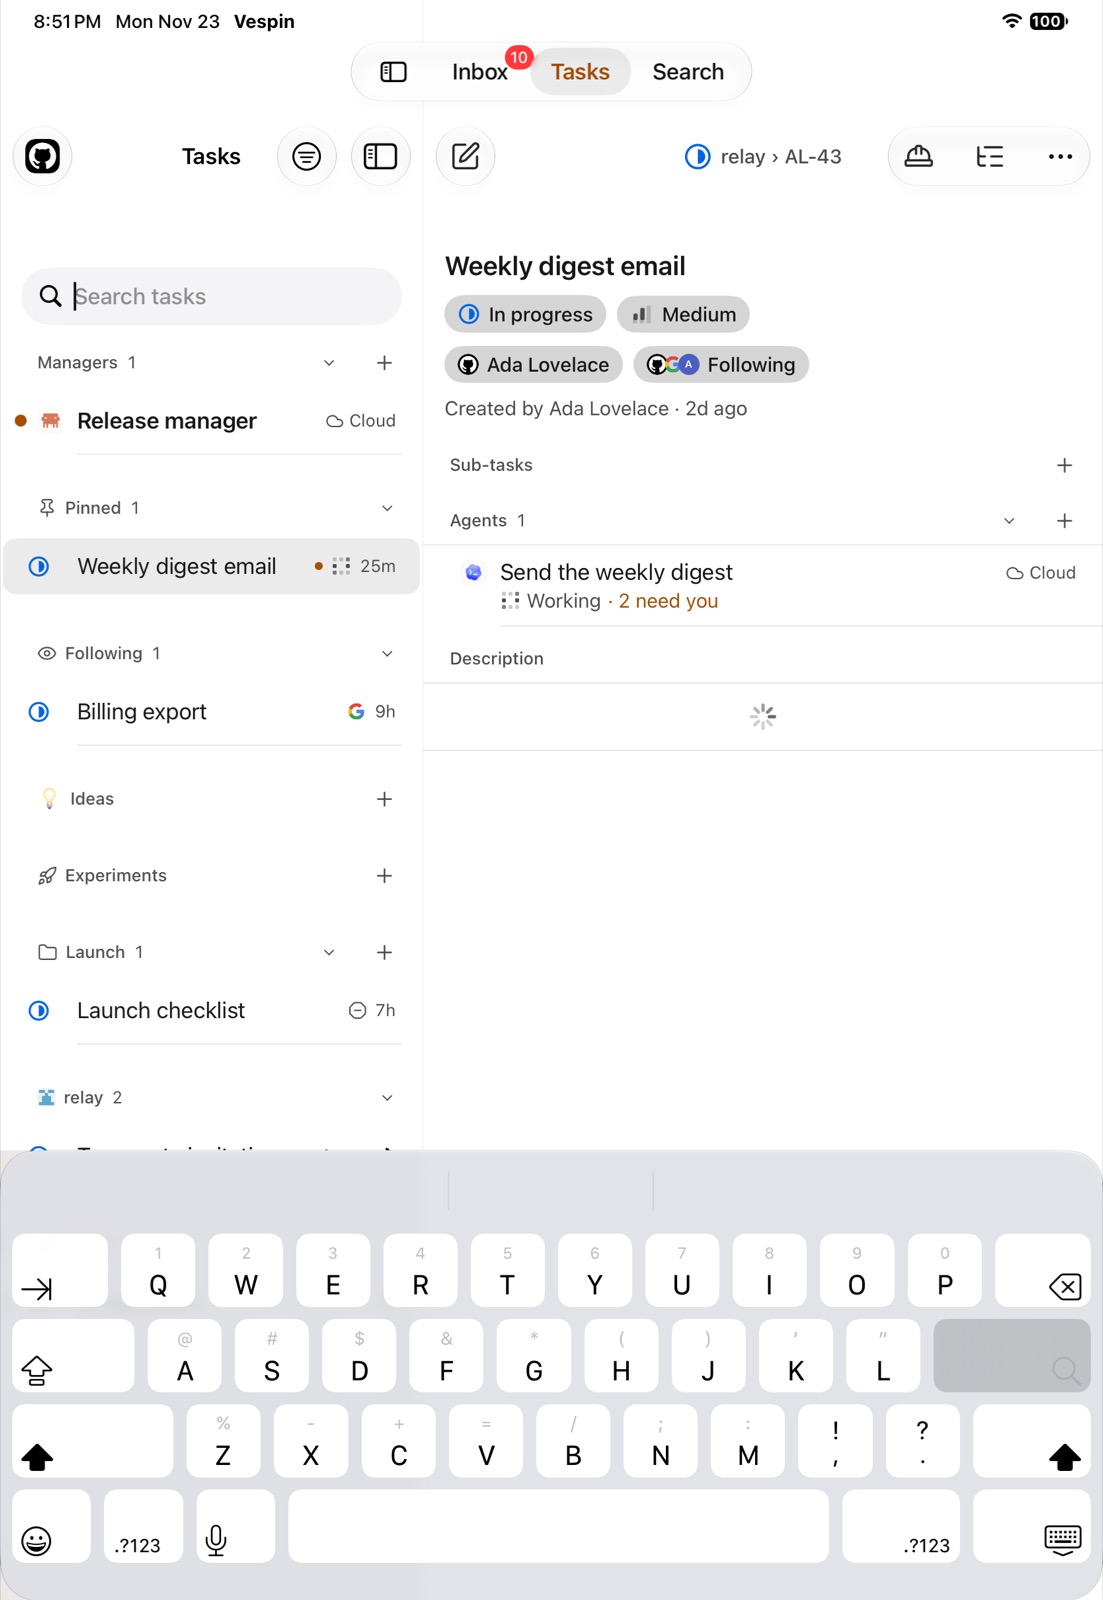 8:51 PM Mon Nov 23 Vespin
100
Inbox 10 Tasks Search
Tasks
relay › AL-43
Search tasks
Managers 1
Release manager Cloud
Pinned 1
Weekly digest email 25m
Following 1
Billing export 9h
Ideas
Experiments
Launch 1
Launch checklist 7h
relay 2
Weekly digest email
In progress Medium
Ada Lovelace A Following
Created by Ada Lovelace · 2d ago
Sub-tasks
Agents 1
Send the weekly digest Cloud
Working · 2 need you
Description
1 2 3 4 5 6 7 8 9 0
Q W E R T Y U I O P
@ # $ & * ( ) ' "
A S D F G H J K L
% - + = / ; : ! ?
Z X C V B N M , .
.?123 .?123